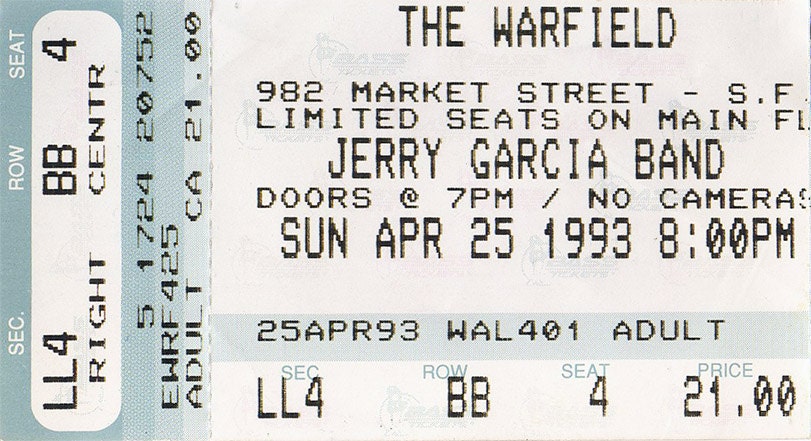 SEAT
4
ROW
BB
CENTR
SEC.
LL4
RIGHT
5 1724 20752
EWRF425
ADULT CA 21.00
THE WARFIELD
982 MARKET STREET - S.F.
LIMITED SEATS ON MAIN FL
JERRY GARCIA BAND
DOORS @ 7PM / NO CAMERAS
SUN APR 25 1993 8:00PM
25APR93 WAL401 ADULT
SEC ROW SEAT PRICE
LL4 BB 4 21.00
BASS
TICKETS